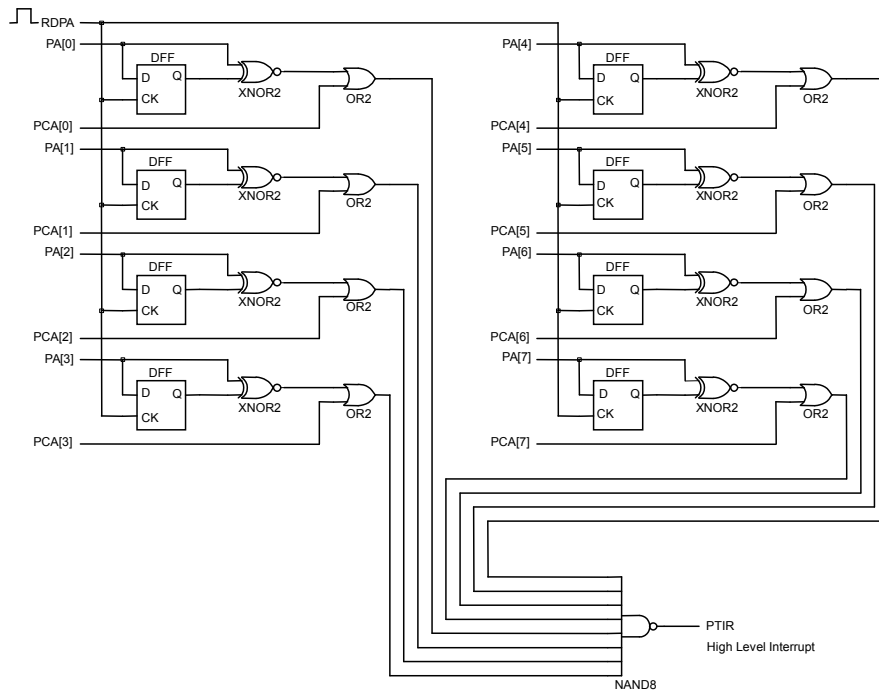 RDPA
PA[0]
DFF
D
Q
CK
XNOR2
OR2
PCA[0]
PA[1]
DFF
D
Q
CK
XNOR2
OR2
PCA[1]
PA[2]
DFF
D
Q
CK
XNOR2
OR2
PCA[2]
PA[3]
DFF
D
Q
CK
XNOR2
OR2
PCA[3]
PA[4]
DFF
D
Q
CK
XNOR2
OR2
PCA[4]
PA[5]
DFF
D
Q
CK
XNOR2
OR2
PCA[5]
PA[6]
DFF
D
Q
CK
XNOR2
OR2
PCA[6]
PA[7]
DFF
D
Q
CK
XNOR2
OR2
PCA[7]
PTIR
High Level Interrupt
NAND8